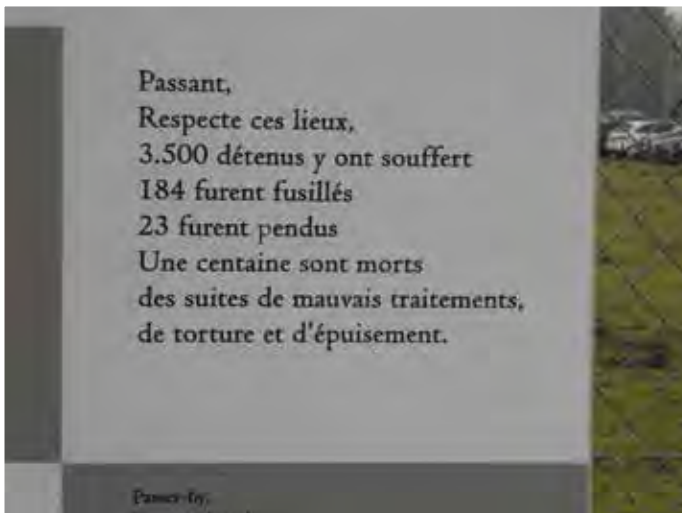 Passant,
Respecte ces lieux,
3.500 détenus y ont souffert
184 furent fusillés
23 furent pendus
Une centaine sont morts
des suites de mauvais traitements,
de torture et d'épuisement.
Passer-by,